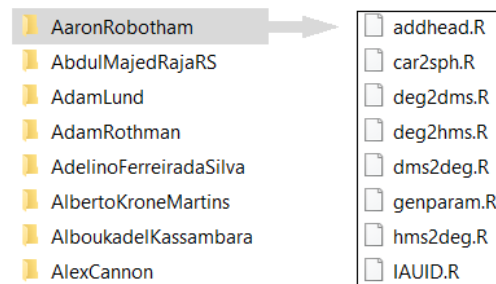 AaronRobotham
AbdulMajedRajaRS
AdamLund
AdamRothman
AdelinoFerreiradaSilva
AlbertoKroneMartins
AlboukadelKassambara
AlexCannon
addhead.R
car2sph.R
deg2dms.R
deg2hms.R
dms2deg.R
genparam.R
hms2deg.R
IAUID.R